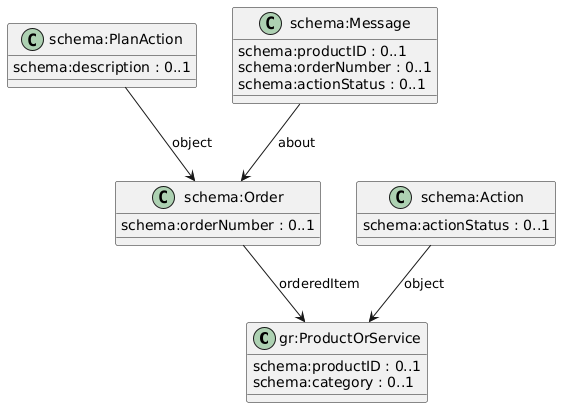 C schema:PlanAction
schema:description : 0..1
C schema:Message
schema:productID : 0..1
schema:orderNumber : 0..1
schema:actionStatus : 0..1
object
about
C schema:Order
schema:orderNumber : 0..1
C schema:Action
schema:actionStatus : 0..1
orderedItem
object
C gr:ProductOrService
schema:productID : 0..1
schema:category : 0..1